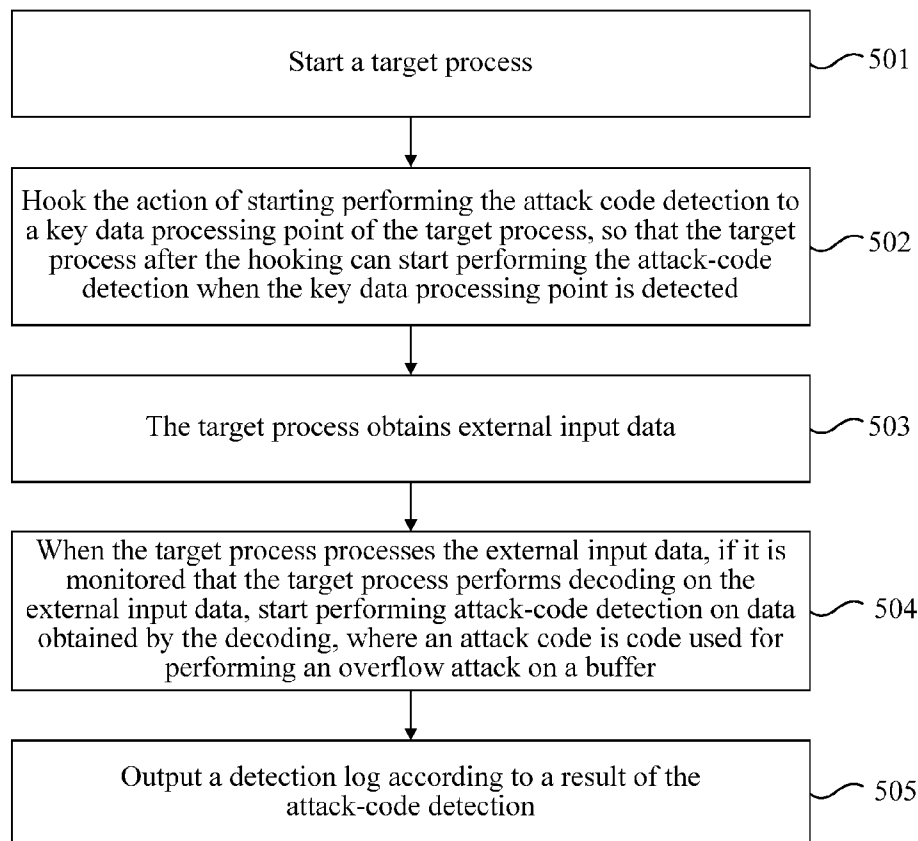 Start a target process
501
Hook the action of starting performing the attack code detection to
a key data processing point of the target process, so that the target
process after the hooking can start performing the attack-code
detection when the key data processing point is detected
502
The target process obtains external input data
503
When the target process processes the external input data, if it is
monitored that the target process performs decoding on the
external input data, start performing attack-code detection on data
obtained by the decoding, where an attack code is code used for
performing an overflow attack on a buffer
504
Output a detection log according to a result of the
attack-code detection
505